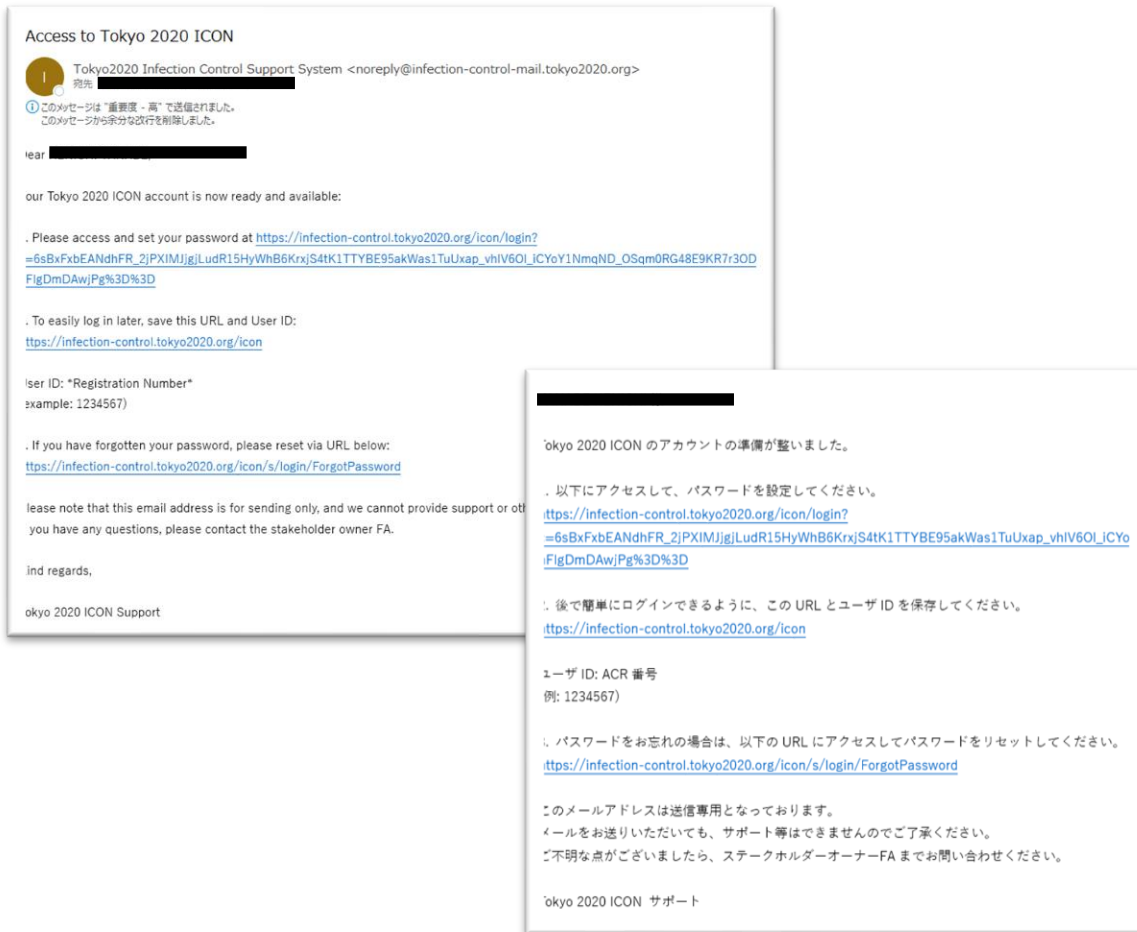 Access to Tokyo 2020 ICON
I
Tokyo2020 Infection Control Support System <noreply@infection-control-mail.tokyo2020.org>
宛先
このメッセージは "重要度 - 高" で送信されました。
このメッセージから余分な改行を削除しました。
ear
our Tokyo 2020 ICON account is now ready and available:
. Please access and set your password at https://infection-control.tokyo2020.org/icon/login?
=6sBxFxbEANdhFR_2jPXIMJjgjLudR15HyWhB6KrxjS4tK1TTYBE95akWas1TuUxap_vhlV6OI_iCYoY1NmqND_OSqm0RG48E9KR7r3OD
FlgDmDAwjPg%3D%3D
. To easily log in later, save this URL and User ID:
ttps://infection-control.tokyo2020.org/icon
ser ID: *Registration Number*
example: 1234567)
. If you have forgotten your password, please reset via URL below:
ttps://infection-control.tokyo2020.org/icon/s/login/ForgotPassword
lease note that this email address is for sending only, and we cannot provide support or oth
you have any questions, please contact the stakeholder owner FA.
ind regards,
okyo 2020 ICON Support
okyo 2020 ICON のアカウントの準備が整いました。
. 以下にアクセスして、パスワードを設定してください。
ttps://infection-control.tokyo2020.org/icon/login?
=6sBxFxbEANdhFR_2jPXIMJjgjLudR15HyWhB6KrxjS4tK1TTYBE95akWas1TuUxap_vhlV6OI_iCYo
FlgDmDAwjPg%3D%3D
. 後で簡単にログインできるように、この URL とユーザ ID を保存してください。
ttps://infection-control.tokyo2020.org/icon
ユーザ ID: ACR 番号
例: 1234567)
. パスワードをお忘れの場合は、以下の URL にアクセスしてパスワードをリセットしてください。
ttps://infection-control.tokyo2020.org/icon/s/login/ForgotPassword
このメールアドレスは送信専用となっております。
メールをお送りいただいても、サポート等はできませんのでご了承ください。
ご不明な点がございましたら、ステークホルダーオーナーFA までお問い合わせください。
okyo 2020 ICON サポート